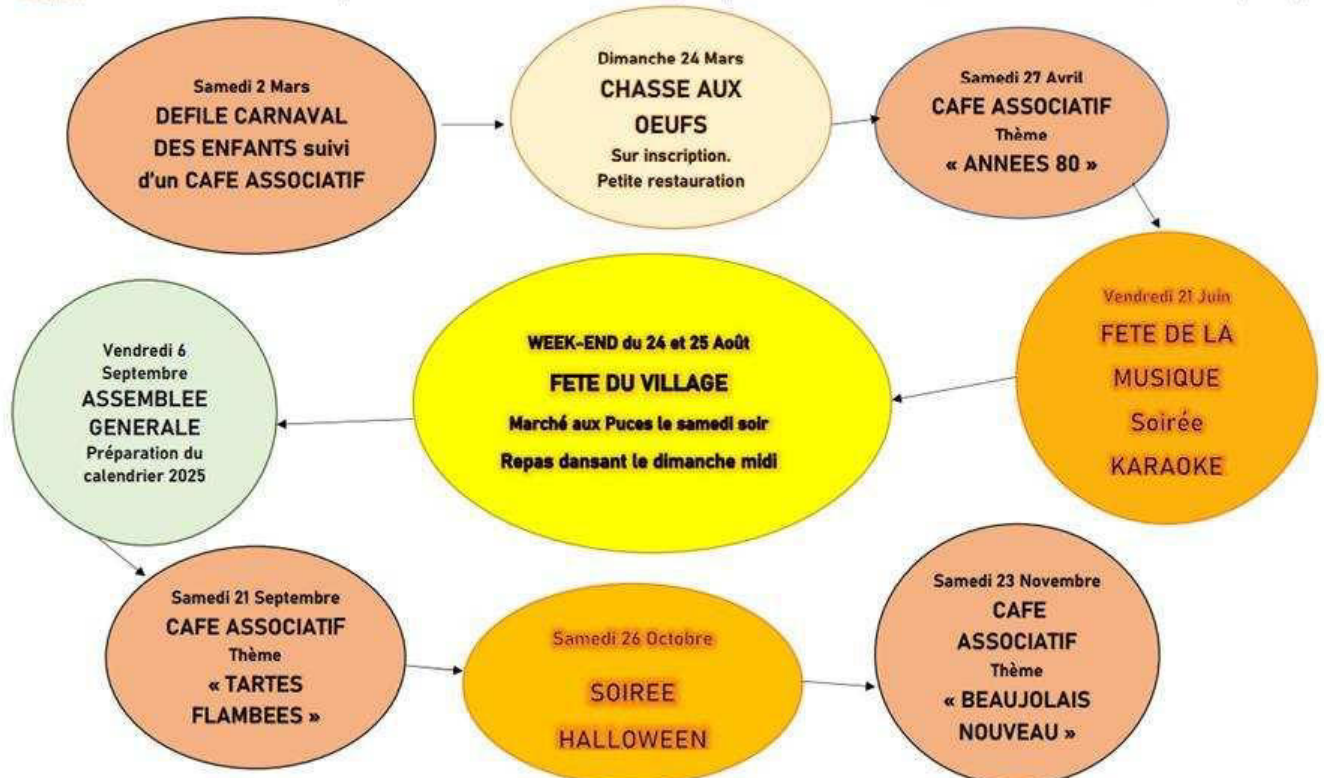 Samedi 2 Mars
DEFILE CARNAVAL
DES ENFANTS suivi
d'un CAFE ASSOCIATIF
Dimanche 24 Mars
CHASSE AUX
OEUFS
Sur inscription.
Petite restauration
Samedi 27 Avril
CAFE ASSOCIATIF
Thème
« ANNEES 80 »
Vendredi 21 Juin
FETE DE LA
MUSIQUE
Soirée
KARAOKE
WEEK-END du 24 et 25 Août
FETE DU VILLAGE
Marché aux Puces le samedi soir
Repas dansant le dimanche midi
Vendredi 6
Septembre
ASSEMBLEE
GENERALE
Préparation du
calendrier 2025
Samedi 21 Septembre
CAFE ASSOCIATIF
Thème
« TARTES
FLAMBEES »
Samedi 26 Octobre
SOIREE
HALLOWEEN
Samedi 23 Novembre
CAFE
ASSOCIATIF
Thème
« BEAUJOLAIS
NOUVEAU »